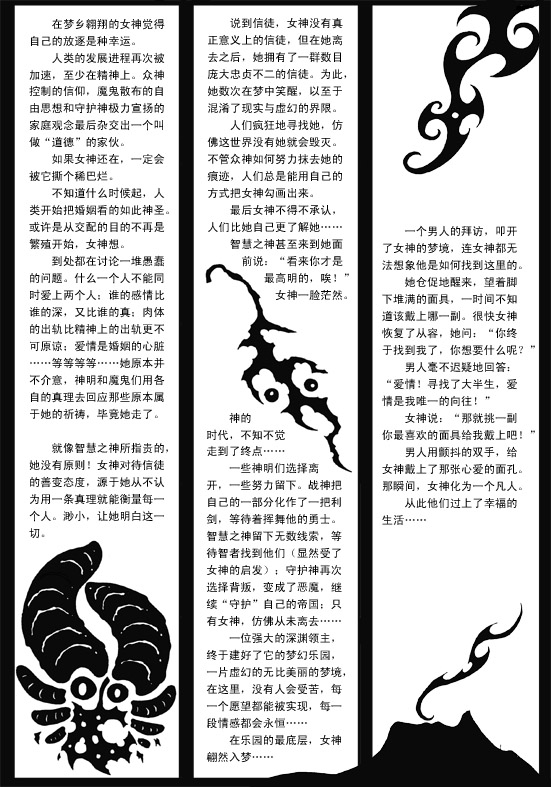 在梦乡翱翔的女神觉得
自己的放逐是种幸运。
人类的发展进程再次被
加速，至少在精神上。众神
控制的信仰，魔鬼散布的自
由思想和守护神极力宣扬的
家庭观念最后杂交出一个叫
做“道德”的家伙。
如果女神还在，一定会
被它撕个稀巴烂。
不知道什么时候起，人
类开始把婚姻看的如此神圣。
或许是从交配的目的不再是
繁殖开始，女神想。
到处都在讨论一堆愚蠢
的问题。什么一个人不能同
时爱上两个人；谁的感情比
谁的深，又比谁的真；肉体
的出轨比精神上的出轨更不
可原谅；爱情是婚姻的心脏
……等等等等……她原本并
不介意，神明和魔鬼们用各
自的真理去回应那些原本属
于她的祈祷，毕竟她走了。
就像智慧之神所指责的，
她没有原则！女神对待信徒
的善变态度，源于她从不认
为用一条真理就能衡量每一
个人。渺小，让她明白这一
切。
说到信徒，女神没有真
正意义上的信徒，但在她离
去之后，她拥有了一群数目
庞大忠贞不二的信徒。为此，
她数次在梦中笑醒，以至于
混淆了现实与虚幻的界限。
人们疯狂地寻找她，仿
佛这世界没有她就会毁灭。
不管众神如何努力抹去她的
痕迹，人们总是能用自己的
方式把女神勾画出来。
最后女神不得不承认，
人们比她自己更了解她……
智慧之神甚至来到她面
前说：“看来你才是
最高明的，唉！”
女神一脸茫然。
神的
时代，不知不觉
走到了终点……
一些神明们选择离
开，一些努力留下。战神把
自己的一部分化作了一把利
剑，等待着挥舞他的勇士。
智慧之神留下无数线索，等
待智者找到他们（显然受了
女神的启发）；守护神再次
选择背叛，变成了恶魔，继
续“守护”自己的帝国；只
有女神，仿佛从未离去……
一位强大的深渊领主，
终于建好了它的梦幻乐园，
一片虚幻的无比美丽的梦境，
在这里，没有人会受苦，每
一个愿望都能被实现，每一
段情感都会永恒……
在乐园的最底层，女神
翩然入梦……
一个男人的拜访，叩开
了女神的梦境，连女神都无
法想象他是如何找到这里的。
她仓促地醒来，望着脚
下堆满的面具，一时间不知
道该戴上哪一副。很快女神
恢复了从容，她问：“你终
于找到我了，你想要什么呢？”
男人毫不迟疑地回答：
“爱情！寻找了大半生，爱
情是我唯一的向往！”
女神说：“那就挑一副
你最喜欢的面具给我戴上吧！”
男人用颤抖的双手，给
女神戴上了那张心爱的面孔。
那瞬间，女神化为一个凡人。
从此他们过上了幸福的
生活……